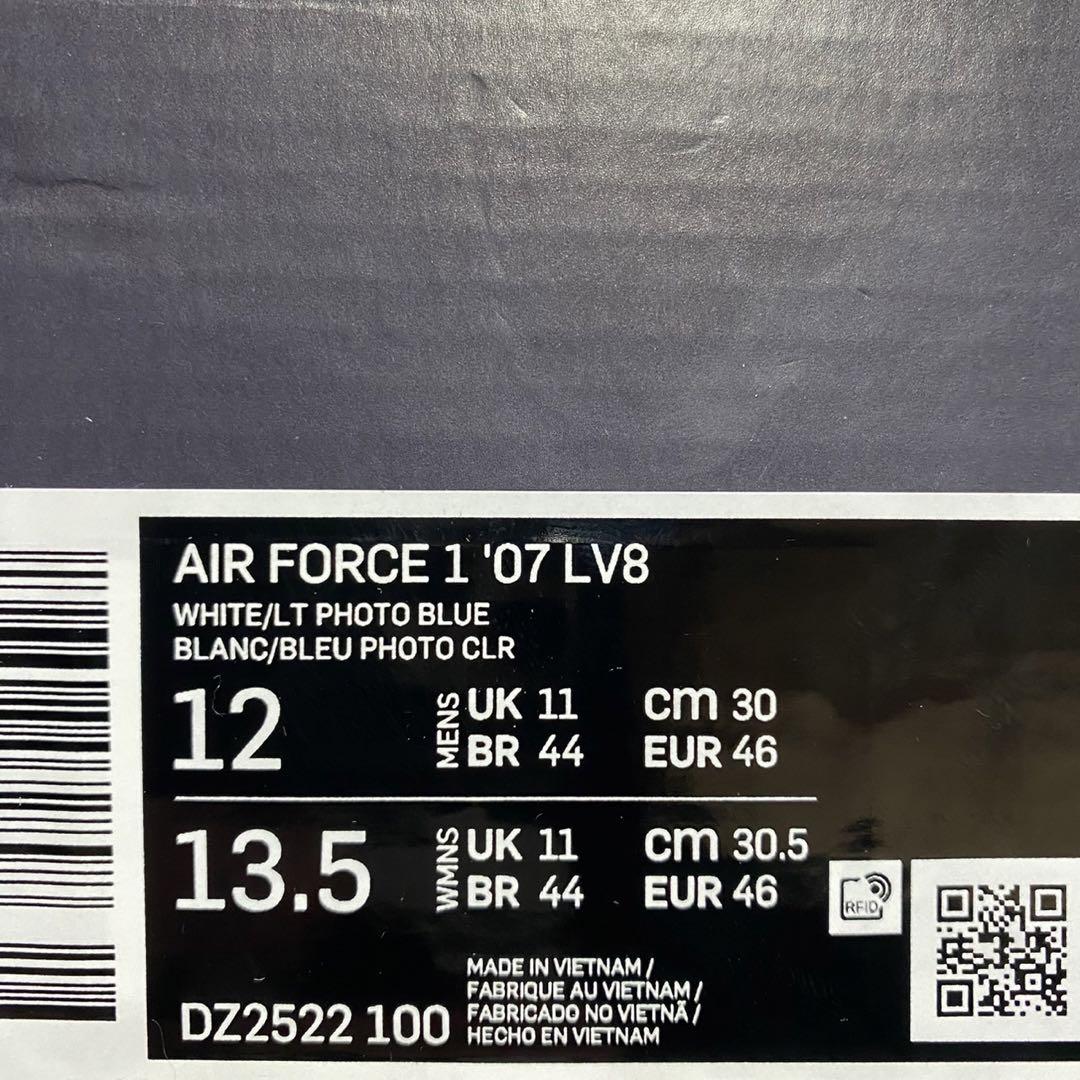 AIR FORCE 1 '07 LV8
WHITE/LT PHOTO BLUE
BLANC/BLEU PHOTO CLR
12 MENS UK 11 cm 30
BR 44 EUR 46
13.5 WMNS UK 11 cm 30.5
BR 44 EUR 46
RFID
DZ2522 100
MADE IN VIETNAM /
FABRIQUE AU VIETNAM /
FABRICADO NO VIETNÃ /
HECHO EN VIETNAM